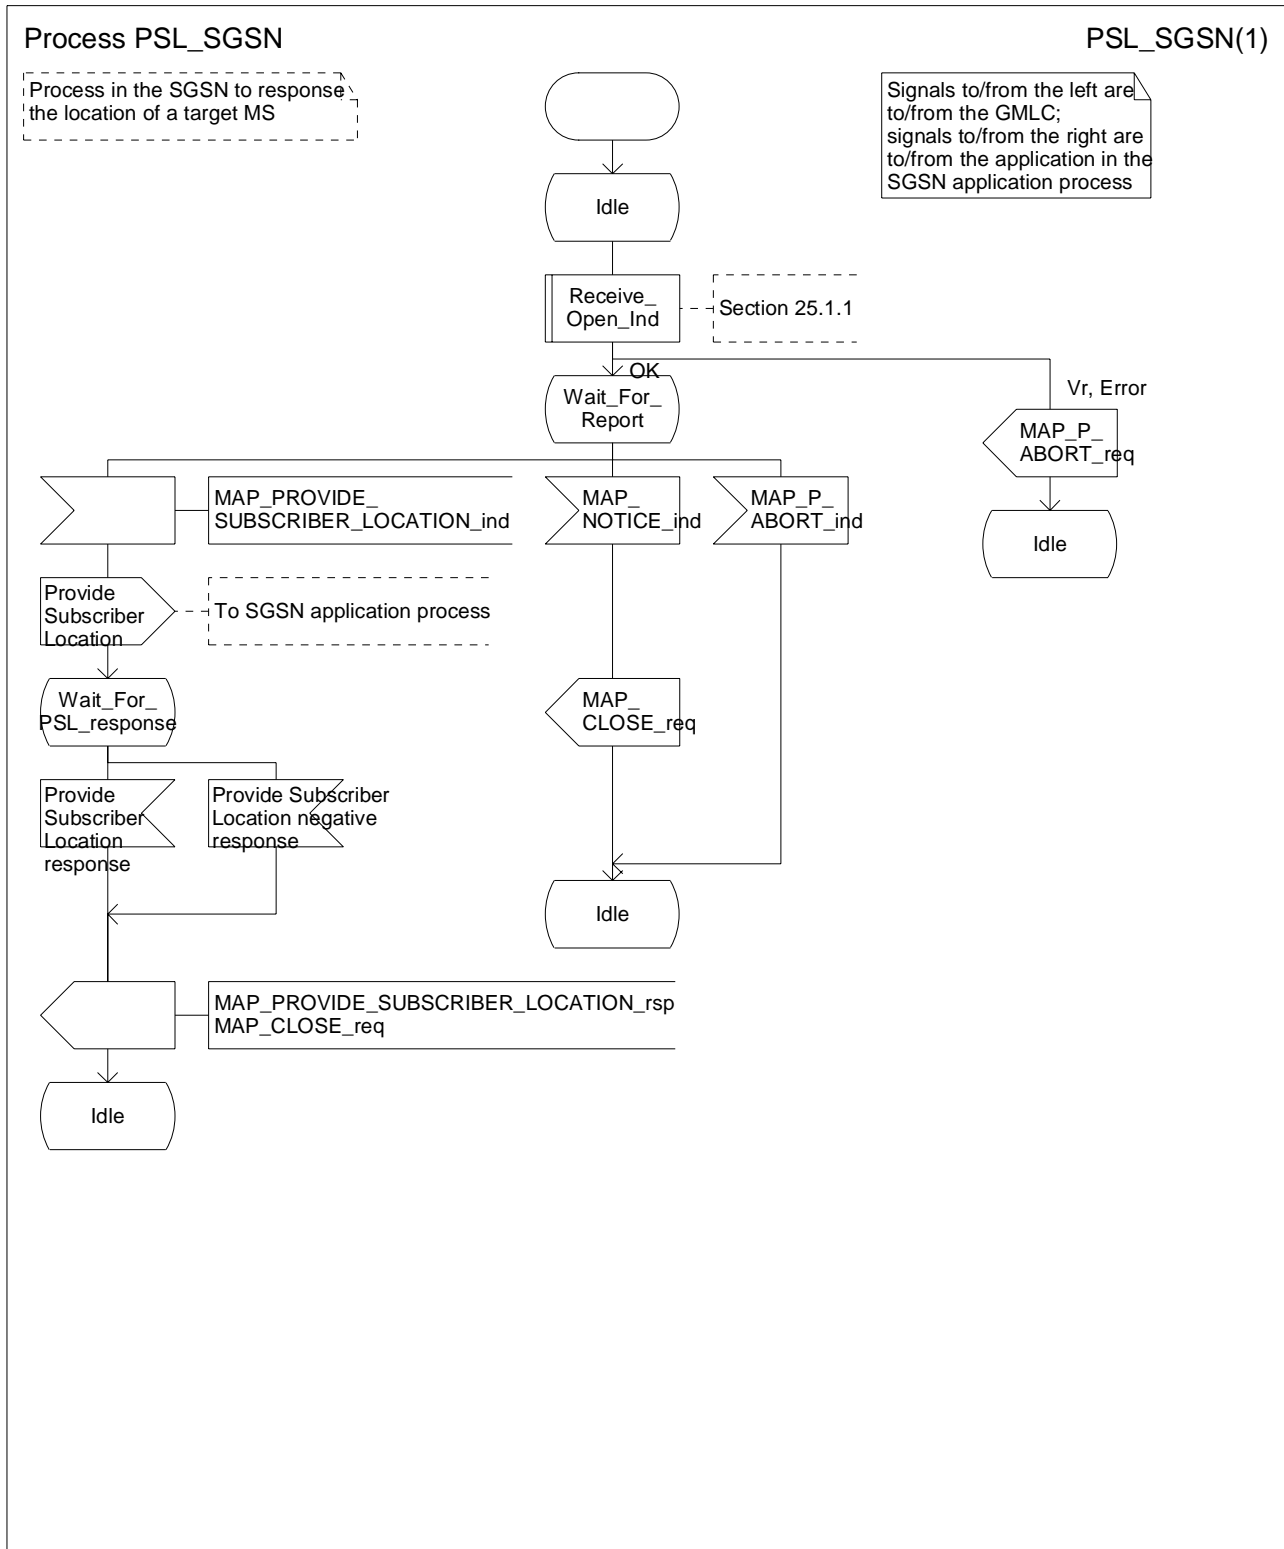 Process PSL_SGSN
PSL_SGSN(1)
Process in the SGSN to response
the location of a target MS
Signals to/from the left are
to/from the GMLC;
signals to/from the right are
to/from the application in the
SGSN application process
Idle
Receive_
Open_Ind
Section 25.1.1
OK
Vr, Error
Wait_For_
Report
MAP_P_
ABORT_req
Idle
MAP_PROVIDE_
SUBSCRIBER_LOCATION_ind
MAP_
NOTICE_ind
MAP_P_
ABORT_ind
Provide
Subscriber
Location
To SGSN application process
Wait_For_
PSL_response
MAP_
CLOSE_req
Provide
Subscriber
Location
response
Provide Subscriber
Location negative
response
Idle
MAP_PROVIDE_SUBSCRIBER_LOCATION_rsp
MAP_CLOSE_req
Idle